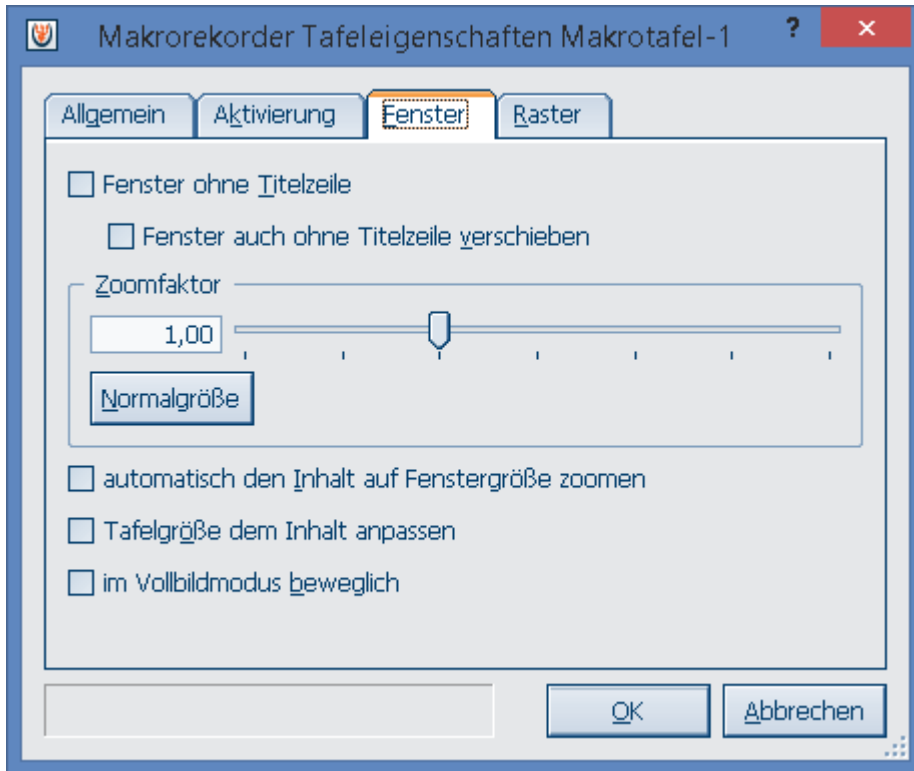 Makrorekorder Tafeleigenschaften Makrotafel-1 ?
Allgemein Aktivierung Fenster Raster
Fenster ohne Titelzeile
Fenster auch ohne Titelzeile verschieben
Zoomfaktor
1,00
Normalgröße
automatisch den Inhalt auf Fenstergröße zoomen
Tafelgröße dem Inhalt anpassen
im Vollbildmodus beweglich
OK Abbrechen